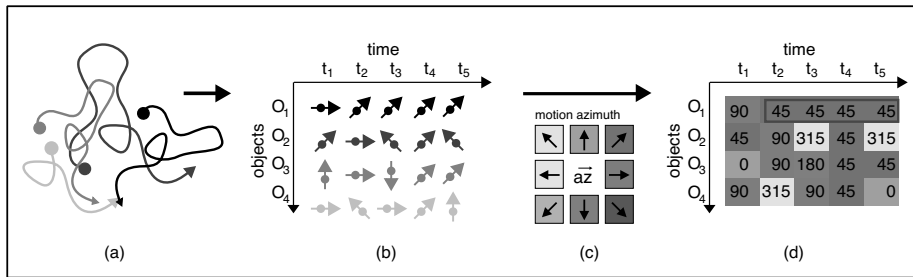 time
t1 t2 t3 t4 t5
objects
O1
O2
O3
O4
motion azimuth
az
time
t1 t2 t3 t4 t5
objects
O1 90 45 45 45 45
O2 45 90 315 45 315
O3 0 90 180 45 45
O4 90 315 90 45 0
(a) (b) (c) (d)